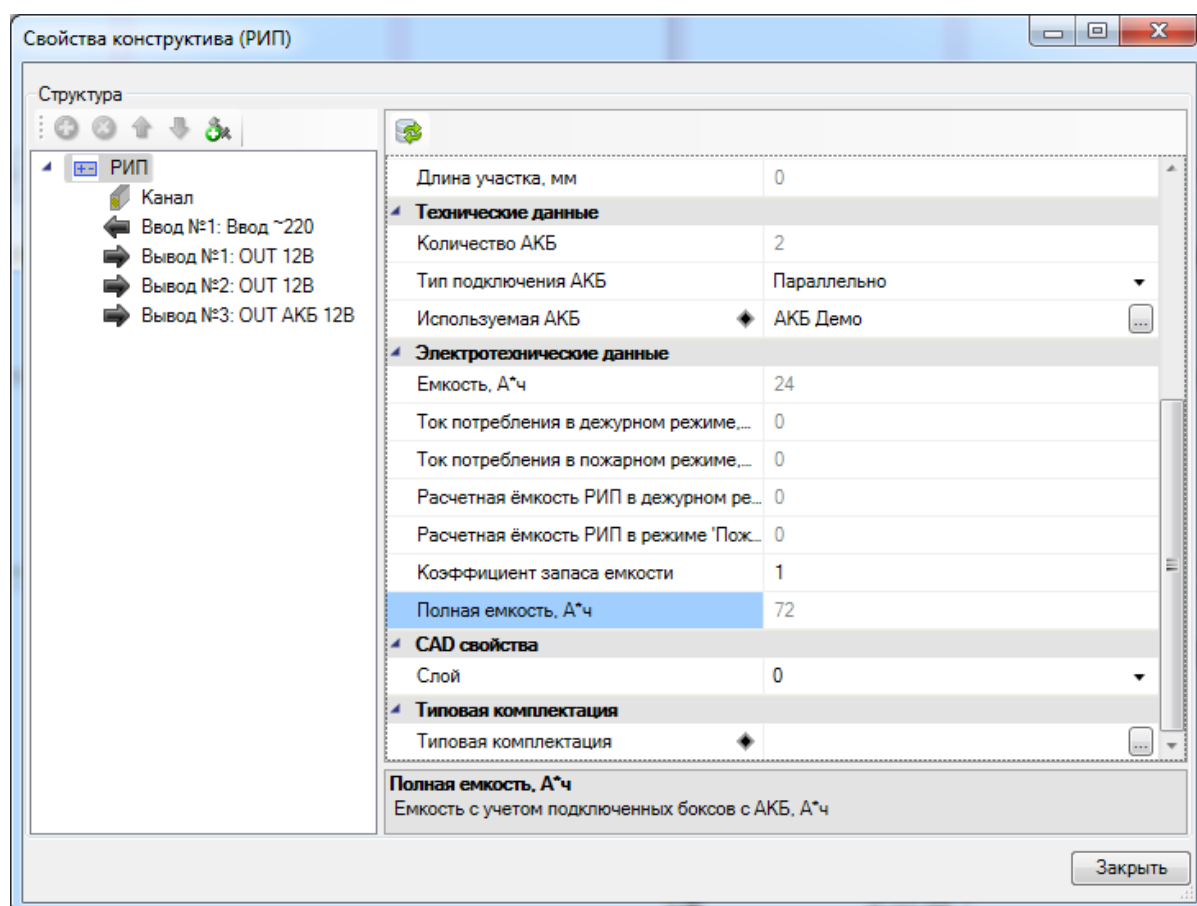 Свойства конструктива (РИП)
Структура
РИП
Канал
Ввод №1: Ввод ~220
Вывод №1: OUT 12В
Вывод №2: OUT 12В
Вывод №3: OUT АКБ 12В
Длина участка, мм 0
Технические данные
Количество АКБ 2
Тип подключения АКБ Параллельно
Используемая АКБ АКБ Демо ...
Электротехнические данные
Емкость, А*ч 24
Ток потребления в дежурном режиме,... 0
Ток потребления в пожарном режиме,... 0
Расчетная ёмкость РИП в дежурном ре... 0
Расчетная ёмкость РИП в режиме 'Пож... 0
Коэффициент запаса емкости 1
Полная емкость, А*ч 72
CAD свойства
Слой 0
Типовая комплектация
Типовая комплектация ...
Полная емкость, А*ч
Емкость с учетом подключенных боксов с АКБ, А*ч
Закрыть